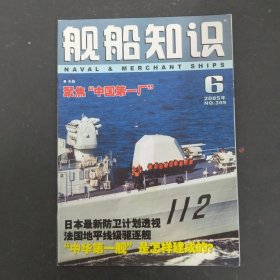 舰船知识
NAVAL & MERCHANT SHIPS
聚焦“中国第一厂”
6
2005年
NO.309
112
日本最新防卫计划透视
法国地平线级驱逐舰
“中华第一舰”是怎样建成的?